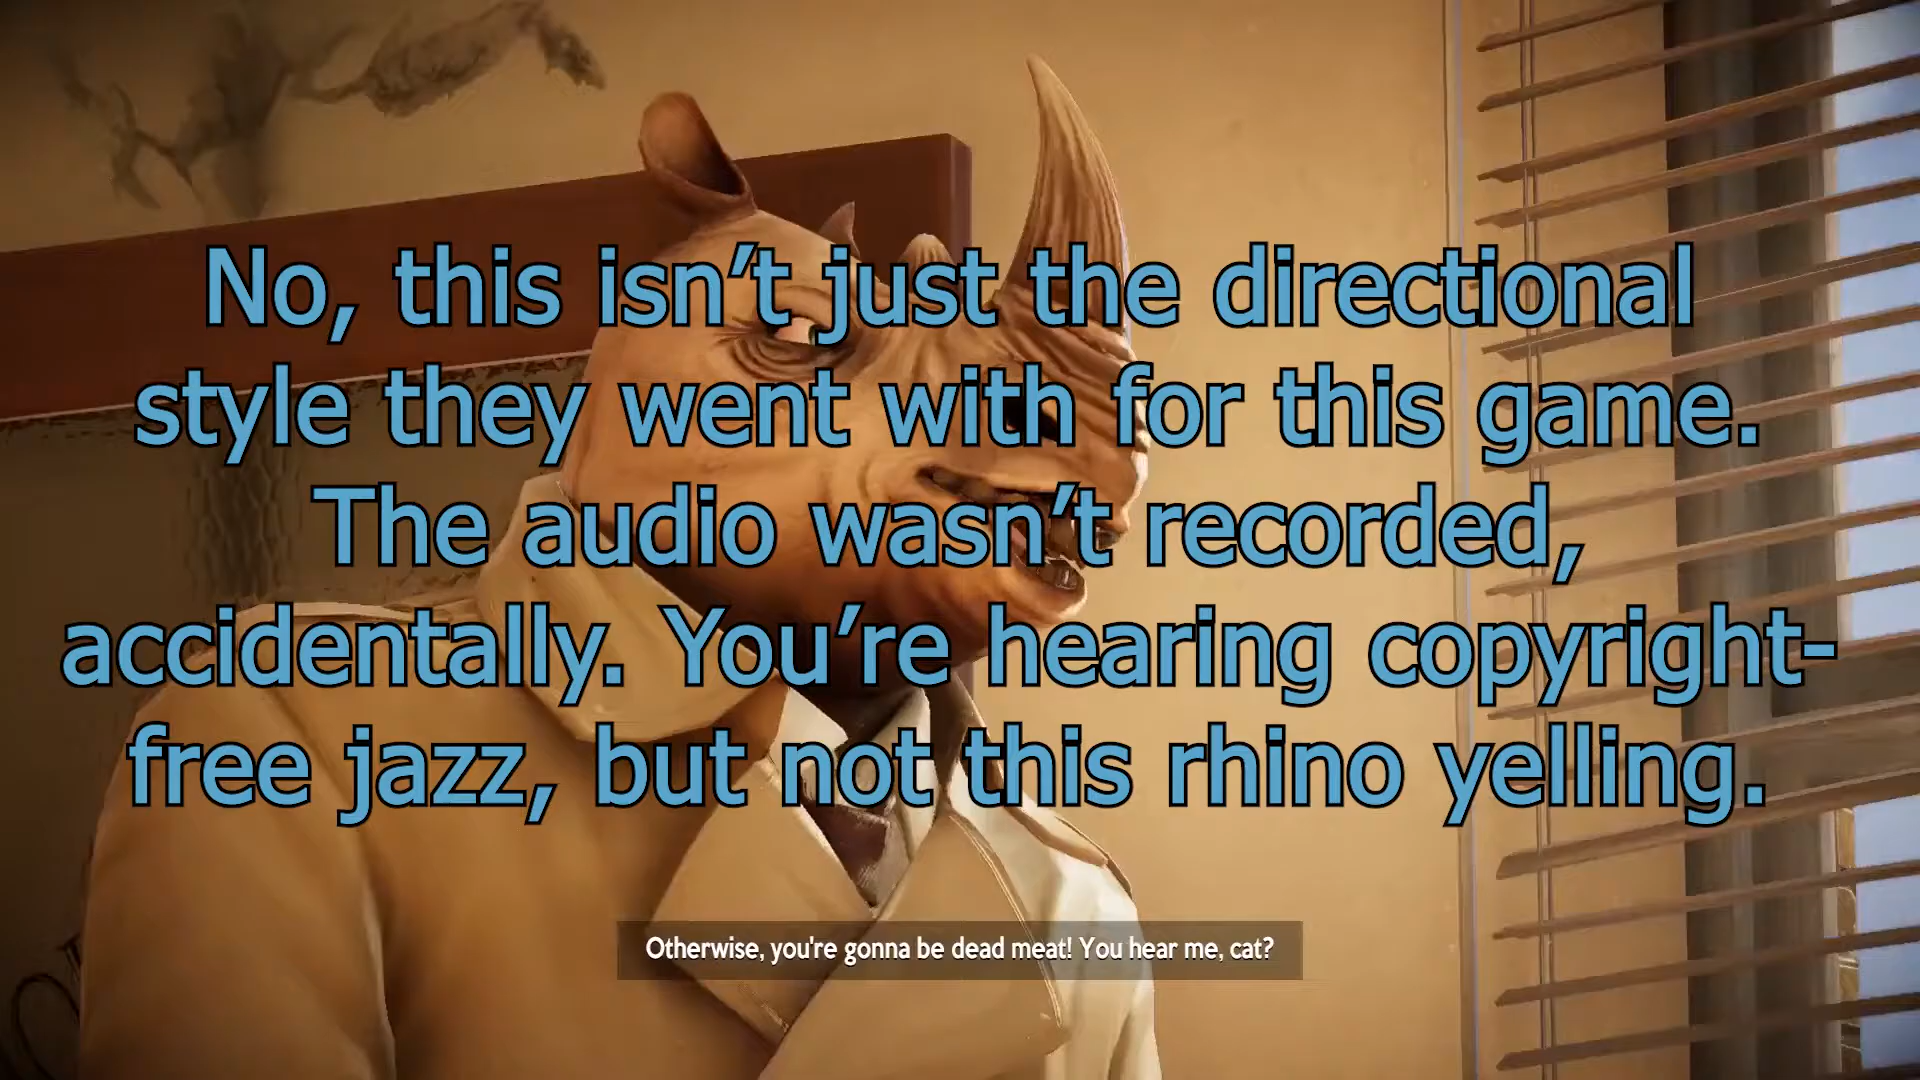 No, this isn’t just the directional
style they went with for this game.
The audio wasn’t recorded,
accidentally. You’re hearing copyright-
free jazz, but not this rhino yelling.
Otherwise, you're gonna be dead meat! You hear me, cat?